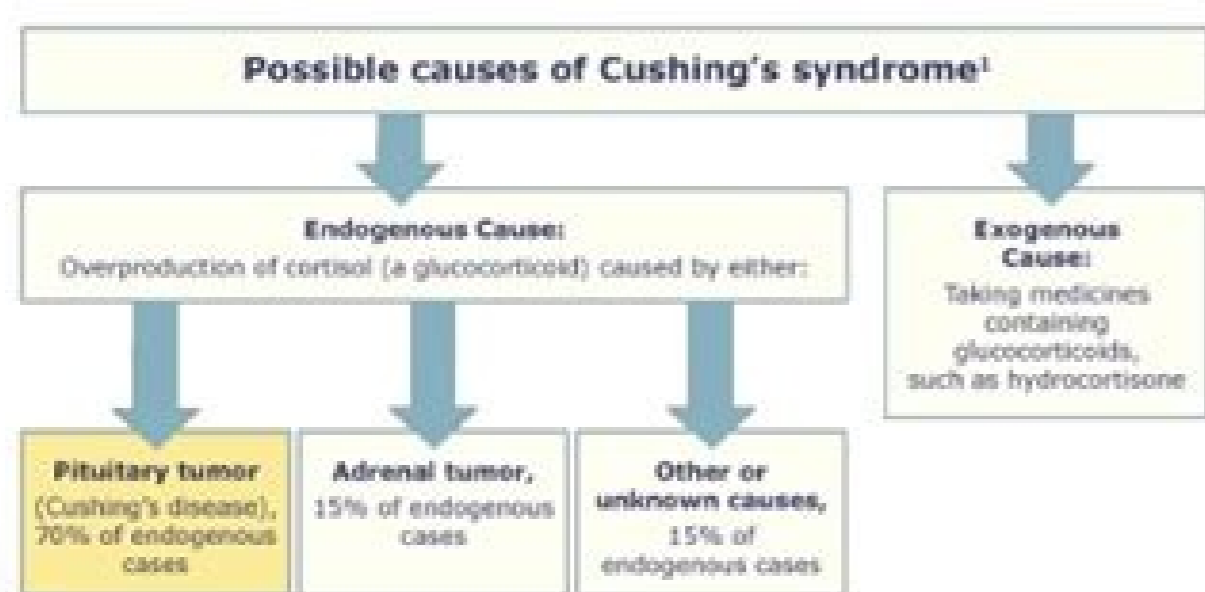 Possible causes of Cushing's syndrome¹
Endogenous Cause:
Overproduction of cortisol (a glucocorticoid) caused by either:
Exogenous
Cause:
Taking medicines
containing
glucocorticoids,
such as hydrocortisone
Pituitary tumor
(Cushing's disease),
70% of endogenous
cases
Adrenal tumor,
15% of endogenous
cases
Other or
unknown causes,
15% of
endogenous cases